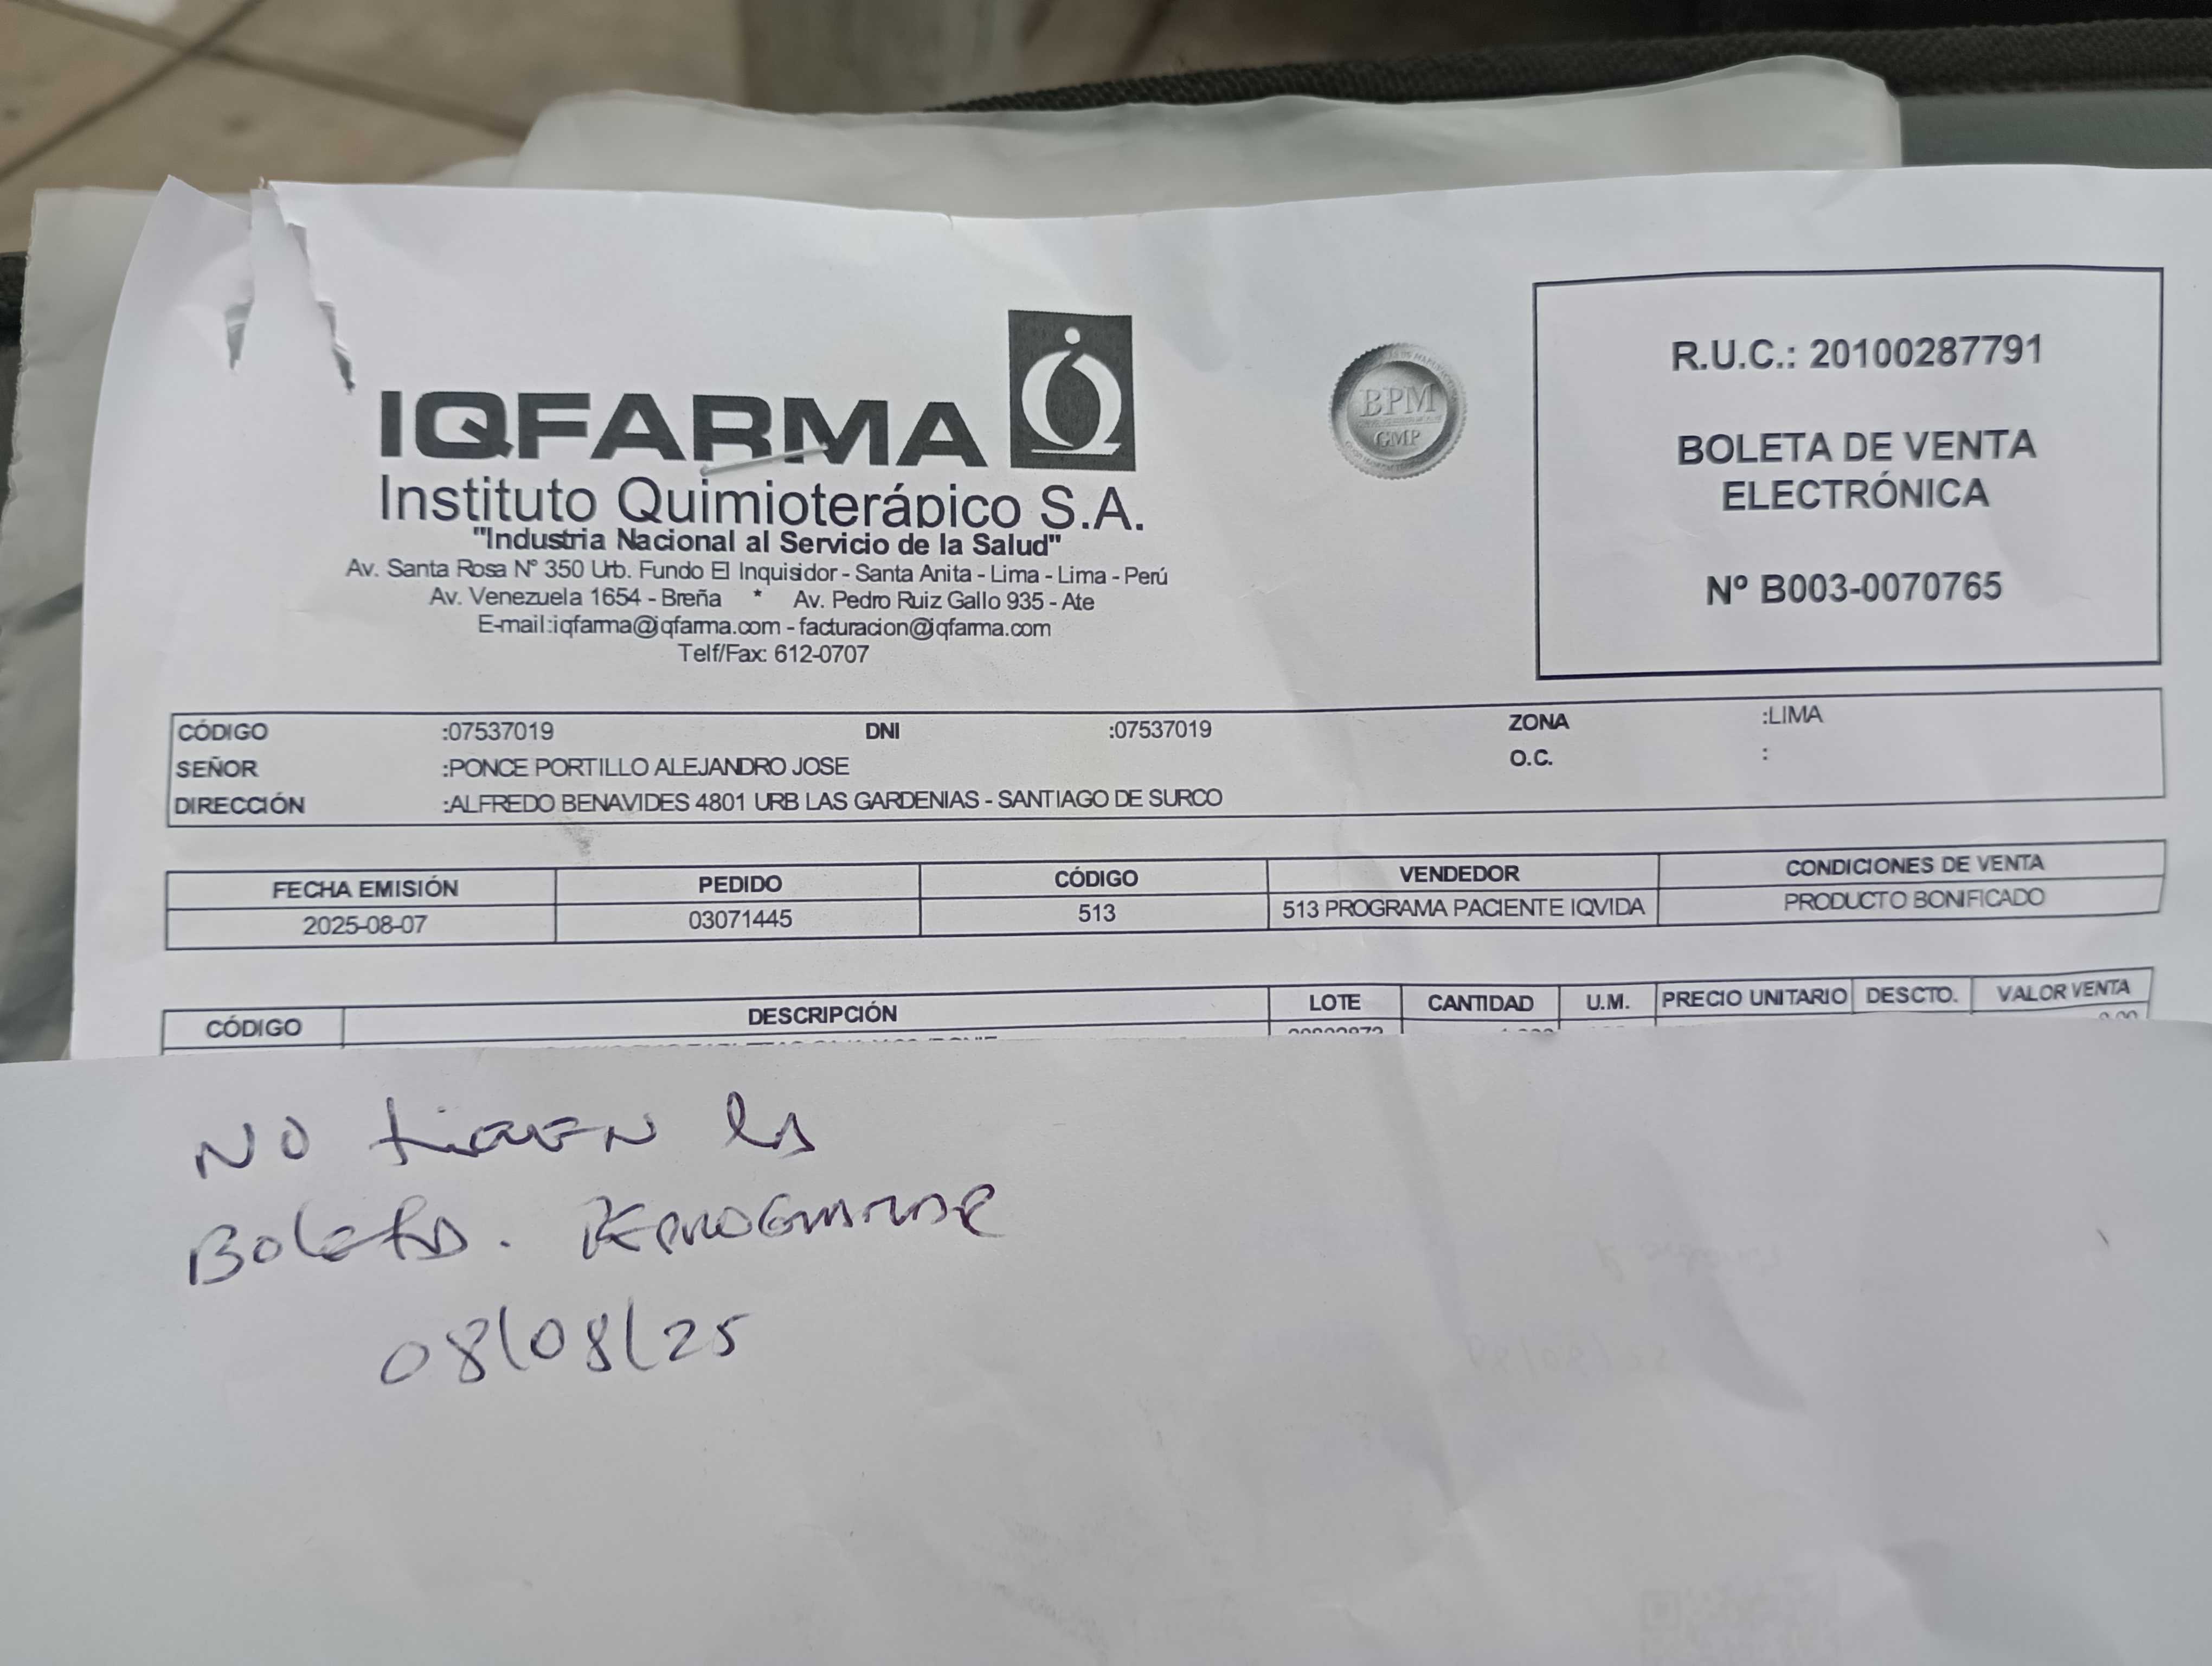 IQFARMA
Instituto Quimioterápico S.A.
"Industria Nacional al Servicio de la Salud"
Av. Santa Rosa Nº 350 Urb. Fundo El Inquisidor - Santa Anita - Lima - Lima - Perú
Av. Venezuela 1654 - Breña * Av. Pedro Ruiz Gallo 935 - Ate
E-mail:iqfarma@iqfarma.com - facturacion@iqfarma.com
Telf/Fax: 612-0707
BPM
GMP
R.U.C.: 20100287791
BOLETA DE VENTA
ELECTRÓNICA
Nº B003-0070765
CÓDIGO :07537019 DNI :07537019 ZONA :LIMA
SEÑOR :PONCE PORTILLO ALEJANDRO JOSE O.C. :
DIRECCIÓN :ALFREDO BENAVIDES 4801 URB LAS GARDENIAS - SANTIAGO DE SURCO
FECHA EMISIÓN PEDIDO CÓDIGO VENDEDOR CONDICIONES DE VENTA
2025-08-07 03071445 513 513 PROGRAMA PACIENTE IQVIDA PRODUCTO BONIFICADO
CÓDIGO DESCRIPCIÓN LOTE CANTIDAD U.M. PRECIO UNITARIO DESCTO. VALOR VENTA
NO tienen la
Boleta. REPROGRAMAR
08/08/25